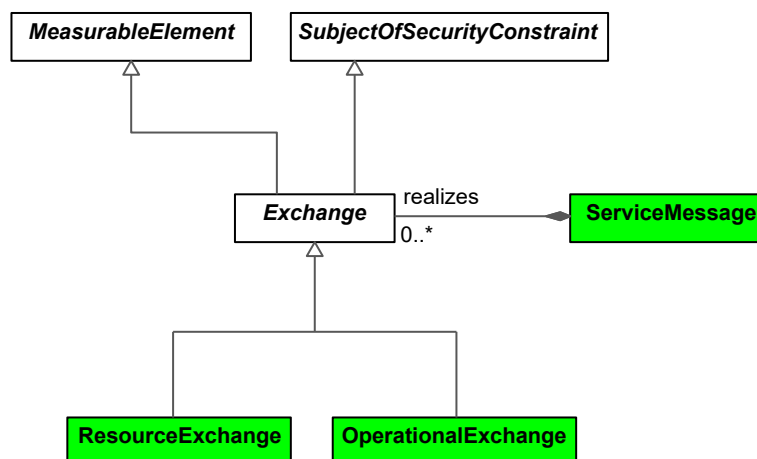 MeasurableElement
SubjectOfSecurityConstraint
Exchange
realizes
0..*
ServiceMessage
ResourceExchange
OperationalExchange